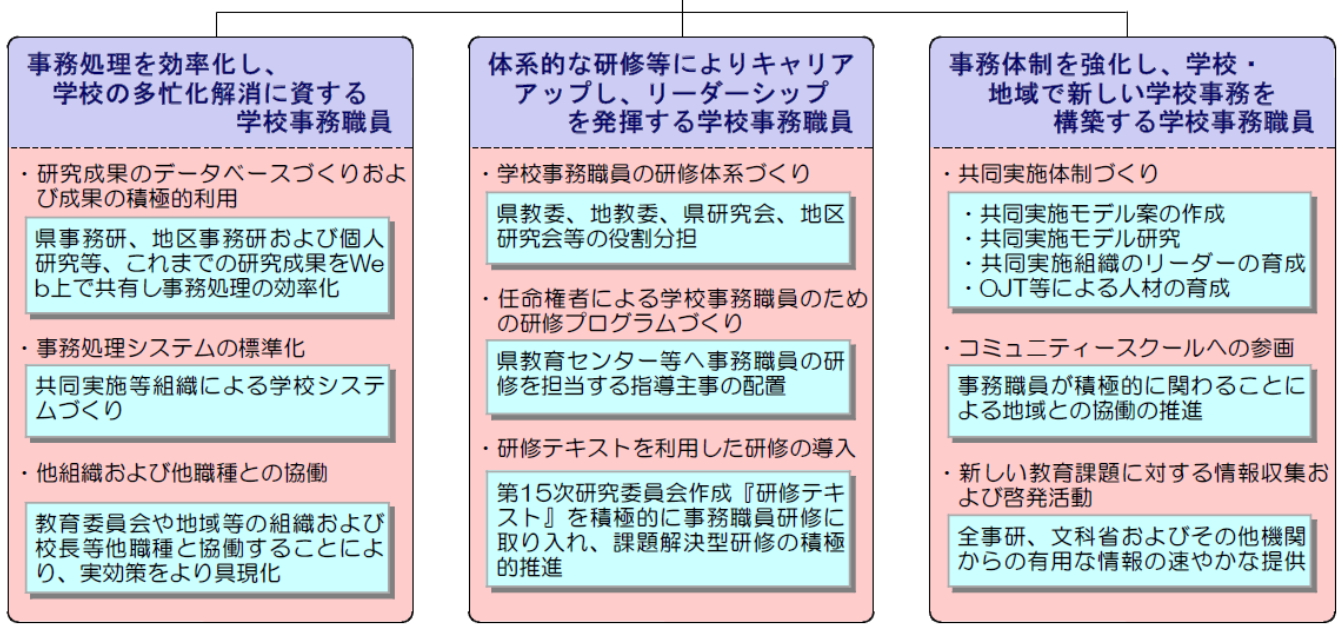 事務処理を効率化し、
学校の多忙化解消に資する
学校事務職員
・研究成果のデータベースづくりおよ
び成果の積極的利用
県事務研、地区事務研および個人
研究等、これまでの研究成果をWe
b上で共有し事務処理の効率化
・事務処理システムの標準化
共同実施等組織による学校システ
ムづくり
・他組織および他職種との協働
教育委員会や地域等の組織および
校長等他職種と協働することによ
り、実効策をより具現化
体系的な研修等によりキャリア
アップし、リーダーシップ
を発揮する学校事務職員
・学校事務職員の研修体系づくり
県教委、地教委、県研究会、地区
研究会等の役割分担
・任命権者による学校事務職員のため
の研修プログラムづくり
県教育センター等へ事務職員の研
修を担当する指導主事の配置
・研修テキストを利用した研修の導入
第15次研究委員会作成『研修テキ
スト』を積極的に事務職員研修に
取り入れ、課題解決型研修の積極
的推進
事務体制を強化し、学校・
地域で新しい学校事務を
構築する学校事務職員
・共同実施体制づくり
・共同実施モデル案の作成
・共同実施モデル研究
・共同実施組織のリーダーの育成
・OJT等による人材の育成
・コミュニティースクールへの参画
事務職員が積極的に関わることに
よる地域との協働の推進
・新しい教育課題に対する情報収集お
よび啓発活動
全事研、文科省およびその他機関
からの有用な情報の速やかな提供